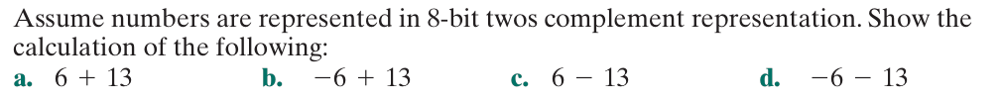 Assume numbers are represented in 8-bit twos complement representation. Show the
calculation of the following:
a. 6 + 13 b. −6 + 13 c. 6 − 13 d. −6 − 13